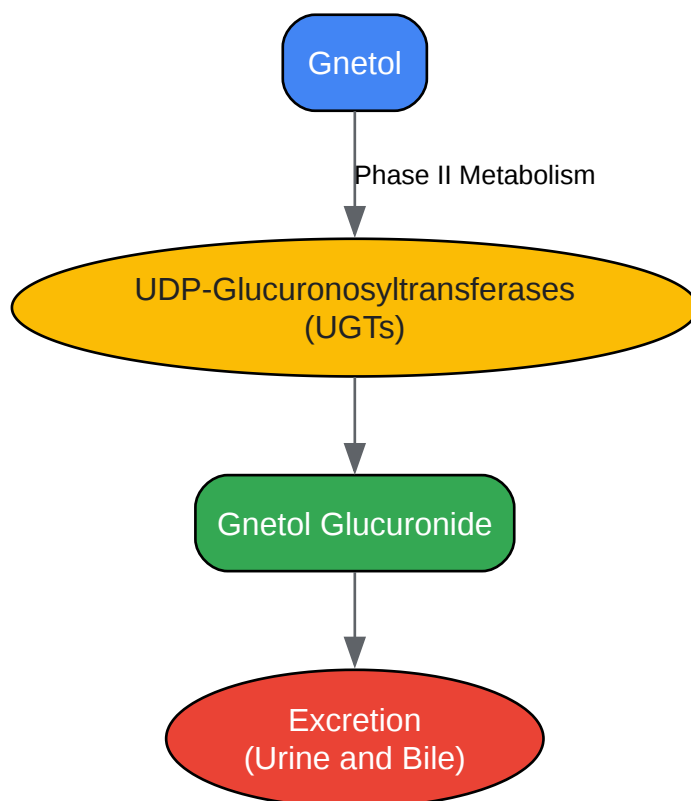 Gnetol
Phase II Metabolism
UDP-Glucuronosyltransferases
(UGTs)
Gnetol Glucuronide
Excretion
(Urine and Bile)